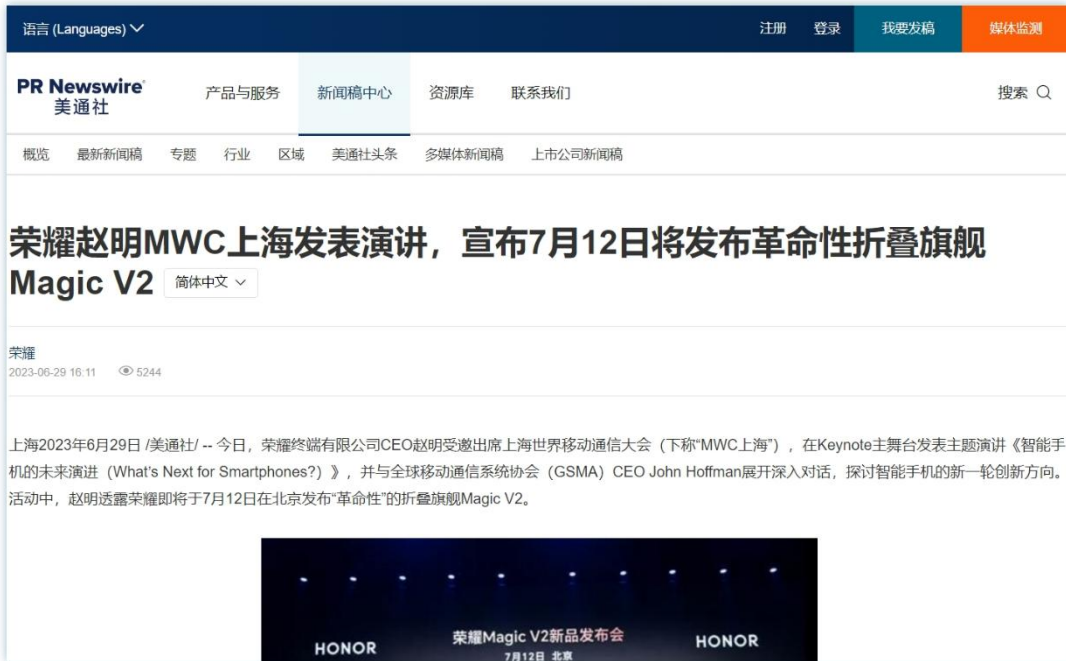 语言 (Languages)
注册 登录 我要发稿 媒体监测
PR Newswire®
美通社
产品与服务 新闻稿中心 资源库 联系我们 搜索
概览 最新新闻稿 专题 行业 区域 美通社头条 多媒体新闻稿 上市公司新闻稿
荣耀赵明MWC上海发表演讲，宣布7月12日将发布革命性折叠旗舰
Magic V2 简体中文
荣耀
2023-06-29 16:11 5244
上海2023年6月29日 /美通社/ -- 今日，荣耀终端有限公司CEO赵明受邀出席上海世界移动通信大会（下称“MWC上海”），在Keynote主舞台发表主题演讲《智能手
机的未来演进（What's Next for Smartphones?）》，并与全球移动通信系统协会（GSMA）CEO John Hoffman展开深入对话，探讨智能手机的新一轮创新方向。
活动中，赵明透露荣耀即将于7月12日在北京发布“革命性”的折叠旗舰Magic V2。
HONOR 荣耀Magic V2新品发布会 HONOR
7月12日 北京